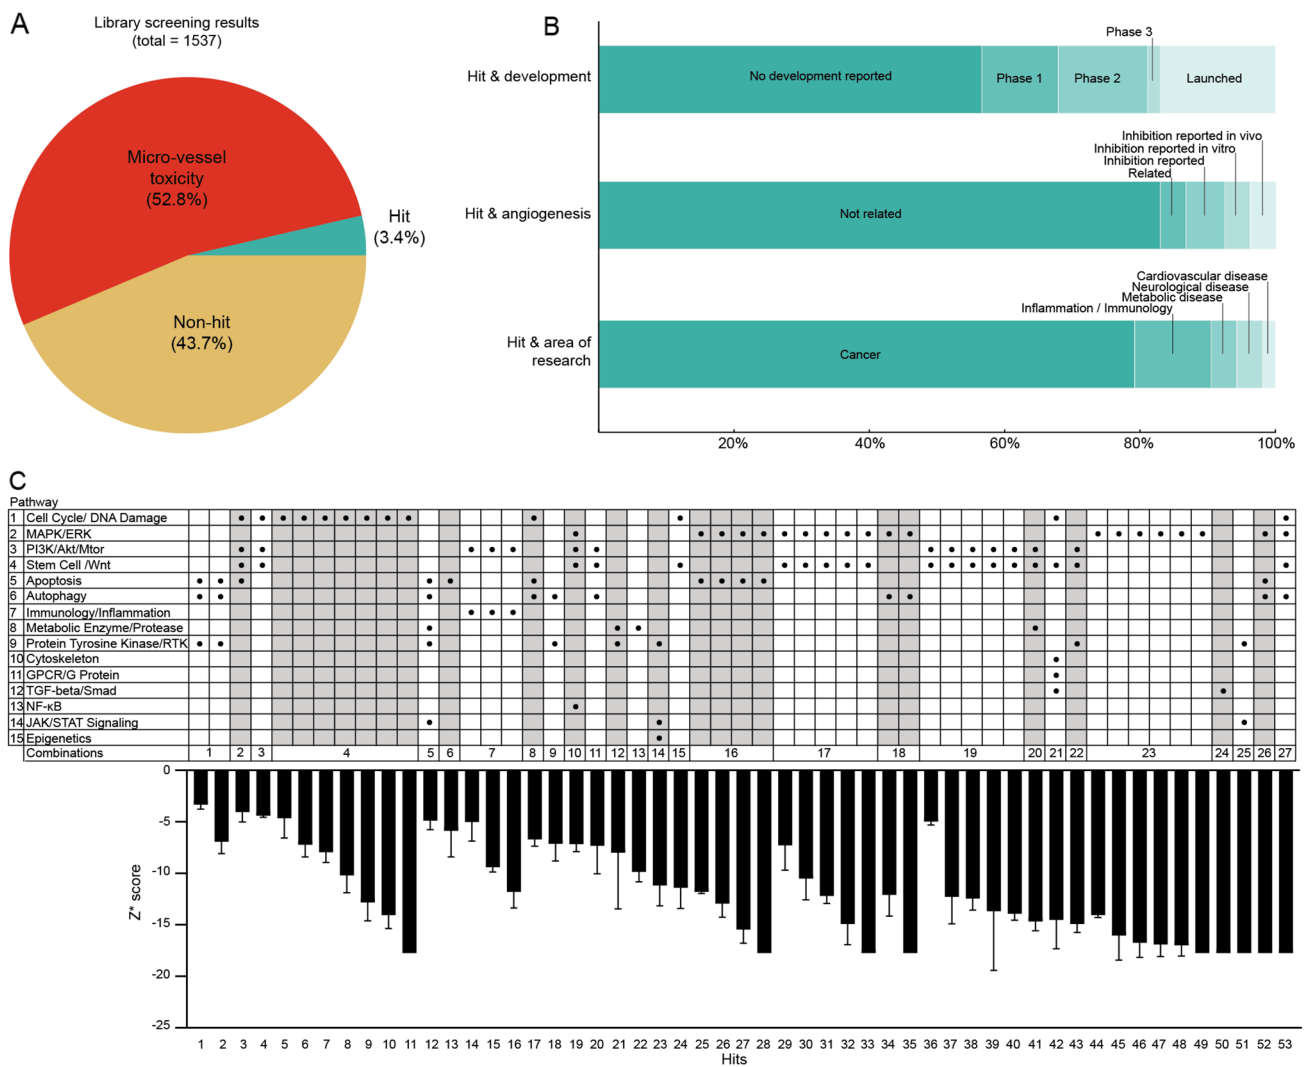 A
Library screening results
(total = 1537)
Micro-vessel
toxicity
(52.8%)
Hit
(3.4%)
Non-hit
(43.7%)
B
Phase 3
Hit & development
No development reported
Phase 1
Phase 2
Launched
Inhibition reported in vivo
Inhibition reported in vitro
Inhibition reported
Related
Hit & angiogenesis
Not related
Cardiovascular disease
Neurological disease
Metabolic disease
Inflammation / Immunology
Hit & area of
research
Cancer
20% 40% 60% 80% 100%
C
Pathway
1 Cell Cycle/ DNA Damage
2 MAPK/ERK
3 PI3K/Akt/Mtor
4 Stem Cell /Wnt
5 Apoptosis
6 Autophagy
7 Immunology/Inflammation
8 Metabolic Enzyme/Protease
9 Protein Tyrosine Kinase/RTK
10 Cytoskeleton
11 GPCR/G Protein
12 TGF-beta/Smad
13 NF-κB
14 JAK/STAT Signaling
15 Epigenetics
Combinations 1 2 3 4 5 6 7 8 9 10 11 12 13 14 15 16 17 18 19 20 21 22 23 24 25 26 27
0
-5
-10
-15
-20
-25
Z* score
1 2 3 4 5 6 7 8 9 10 11 12 13 14 15 16 17 18 19 20 21 22 23 24 25 26 27 28 29 30 31 32 33 34 35 36 37 38 39 40 41 42 43 44 45 46 47 48 49 50 51 52 53
Hits